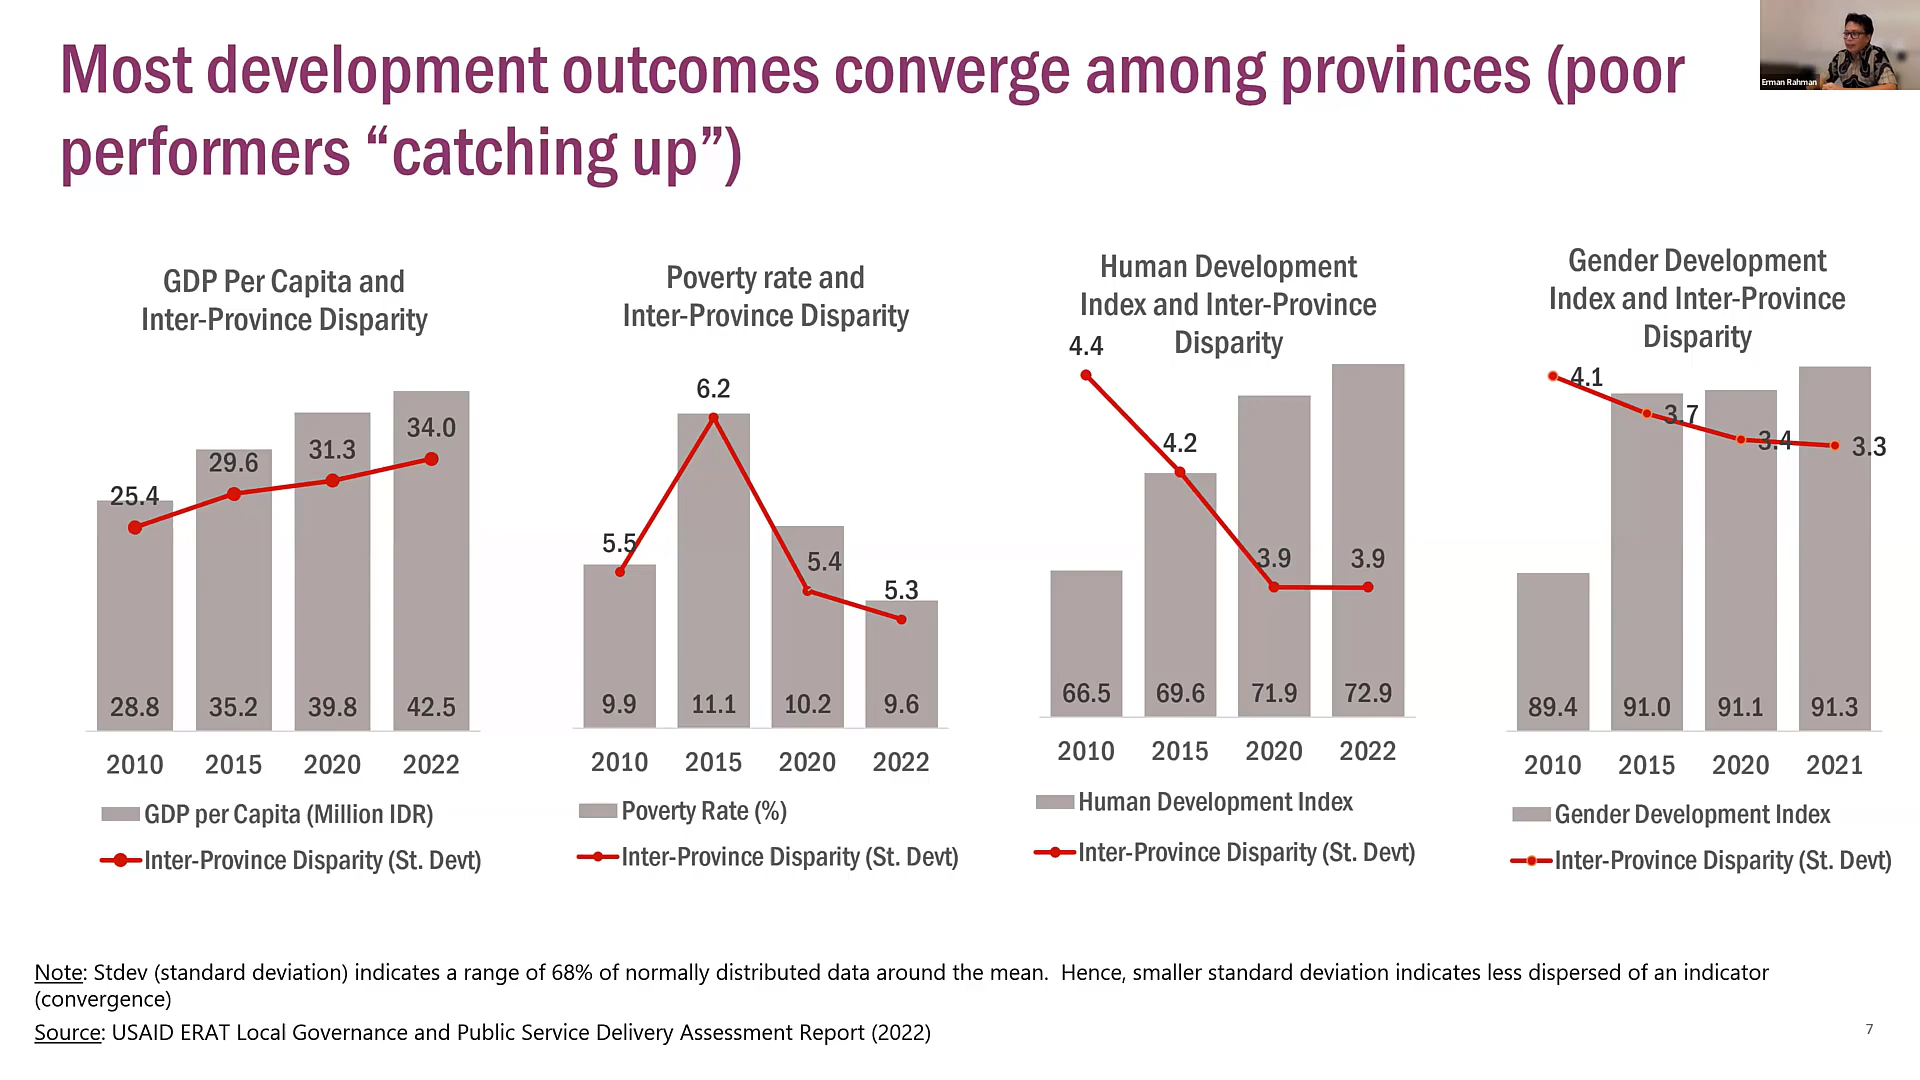 Most development outcomes converge among provinces (poor
performers “catching up”)
Erman Rahman
GDP Per Capita and
Inter-Province Disparity
25.4
29.6
31.3
34.0
28.8
35.2
39.8
42.5
2010
2015
2020
2022
GDP per Capita (Million IDR)
Inter-Province Disparity (St. Devt)
Poverty rate and
Inter-Province Disparity
5.5
6.2
5.4
5.3
9.9
11.1
10.2
9.6
2010
2015
2020
2022
Poverty Rate (%)
Inter-Province Disparity (St. Devt)
Human Development
Index and Inter-Province
Disparity
4.4
4.2
3.9
3.9
66.5
69.6
71.9
72.9
2010
2015
2020
2022
Human Development Index
Inter-Province Disparity (St. Devt)
Gender Development
Index and Inter-Province
Disparity
4.1
3.7
3.4
3.3
89.4
91.0
91.1
91.3
2010
2015
2020
2021
Gender Development Index
Inter-Province Disparity (St. Devt)
Note: Stdev (standard deviation) indicates a range of 68% of normally distributed data around the mean.  Hence, smaller standard deviation indicates less dispersed of an indicator
(convergence)
Source: USAID ERAT Local Governance and Public Service Delivery Assessment Report (2022)
7